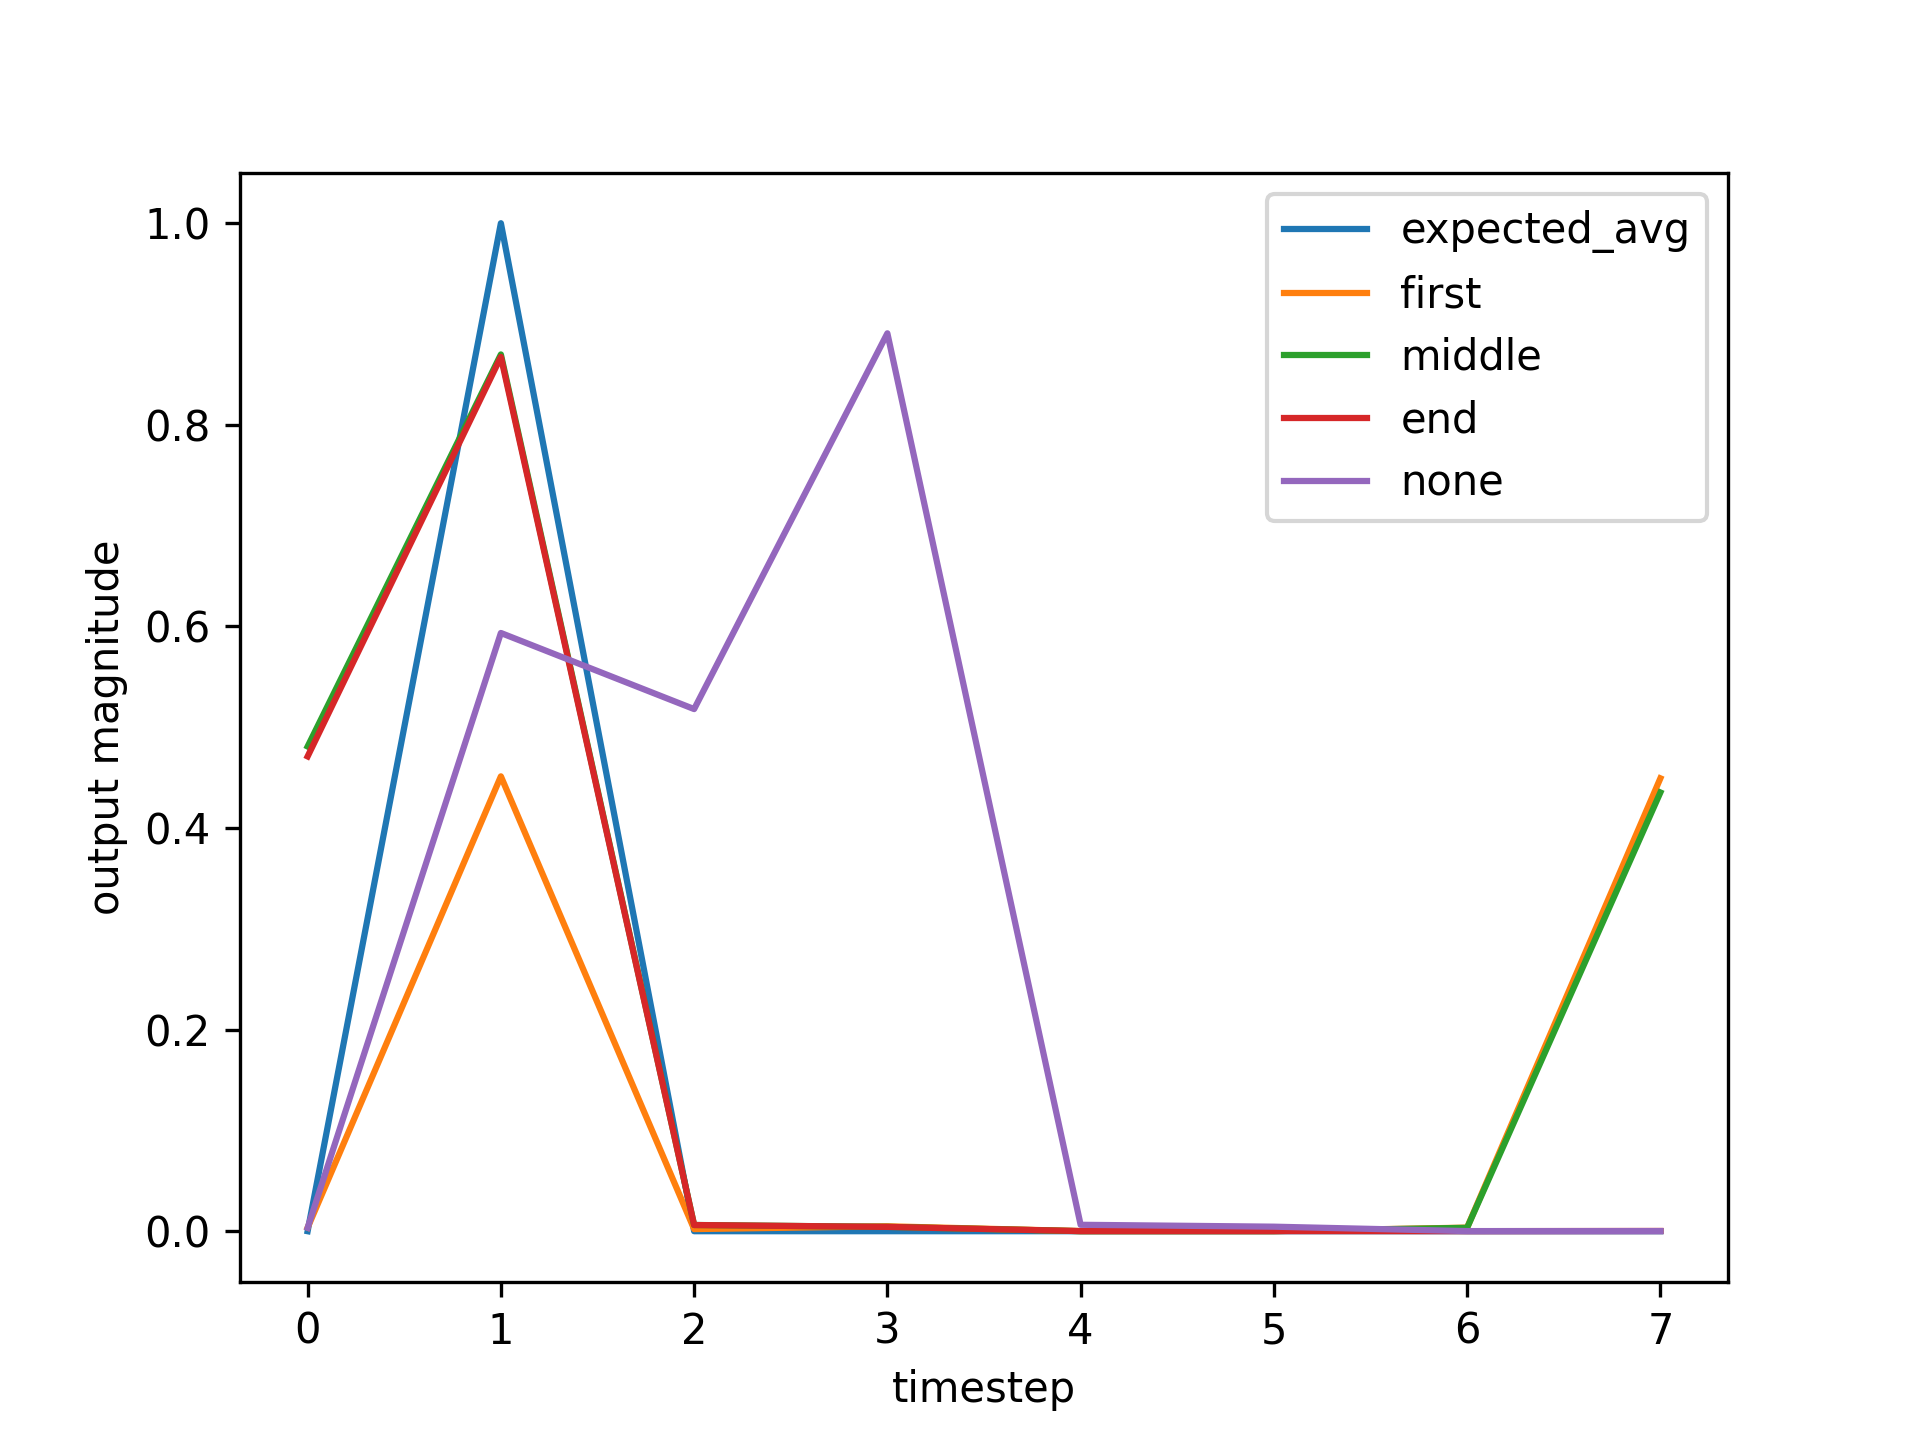 1.0
0.8
0.6
0.4
0.2
0.0
output magnitude
0 1 2 3 4 5 6 7
timestep
expected_avg
first
middle
end
none